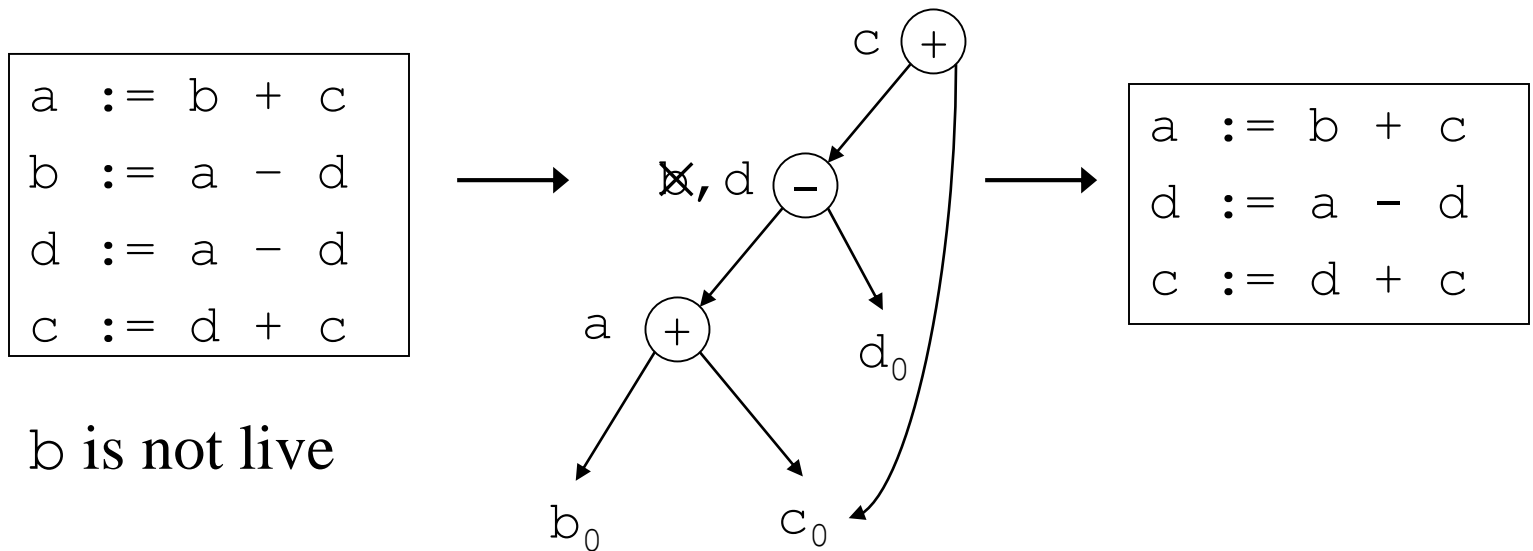 a := b + c
b := a - d
d := a - d
c := d + c
b is not live
c +
b, d -
a +
d₀
b₀ c₀
a := b + c
d := a - d
c := d + c